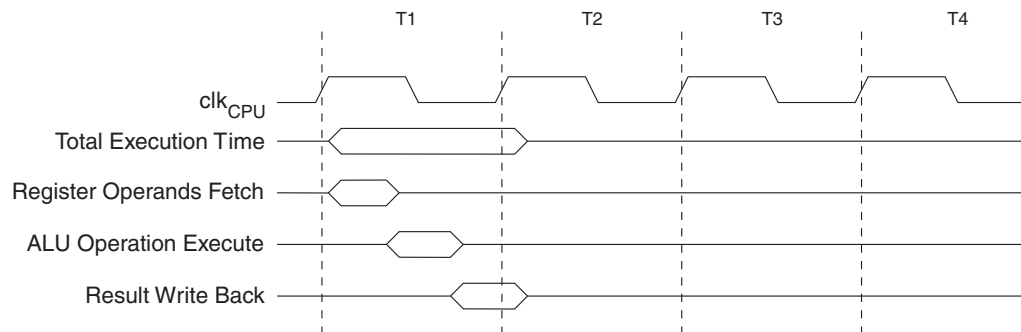 T1 T2 T3 T4
clkCPU
Total Execution Time
Register Operands Fetch
ALU Operation Execute
Result Write Back